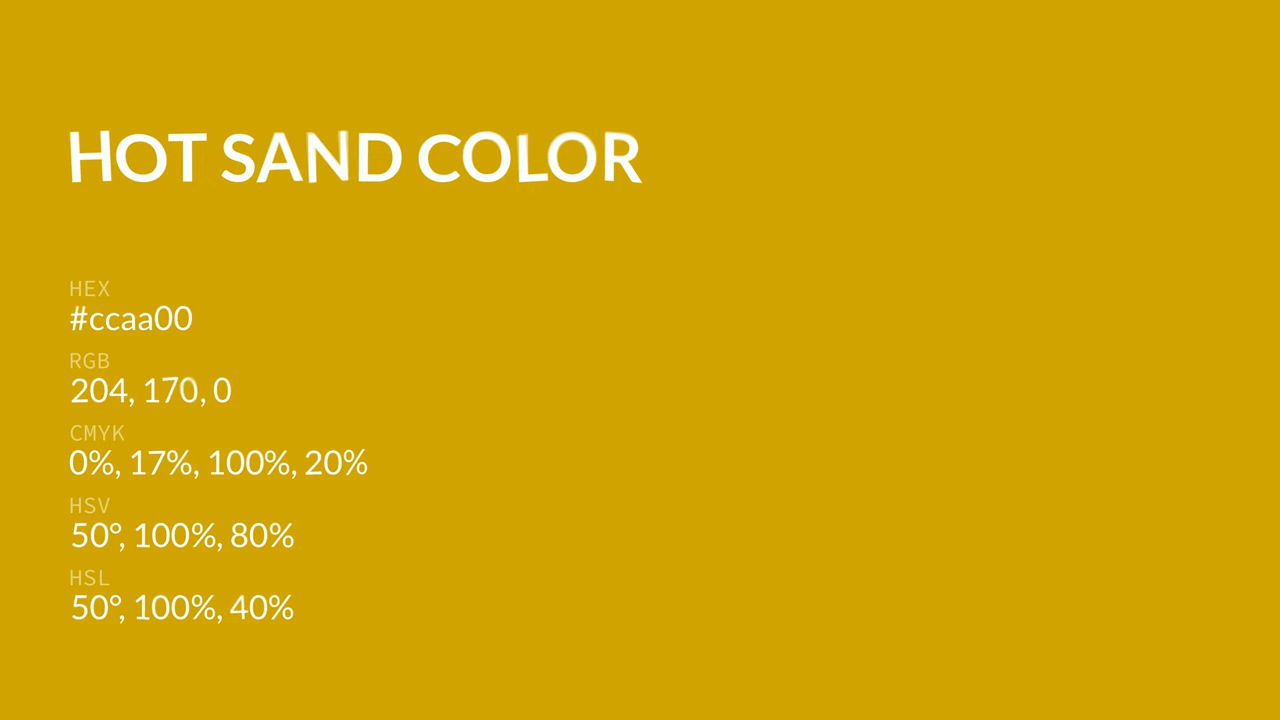 HOT SAND COLOR
HEX
#ccaa00
RGB
204, 170, 0
CMYK
0%, 17%, 100%, 20%
HSV
50°, 100%, 80%
HSL
50°, 100%, 40%